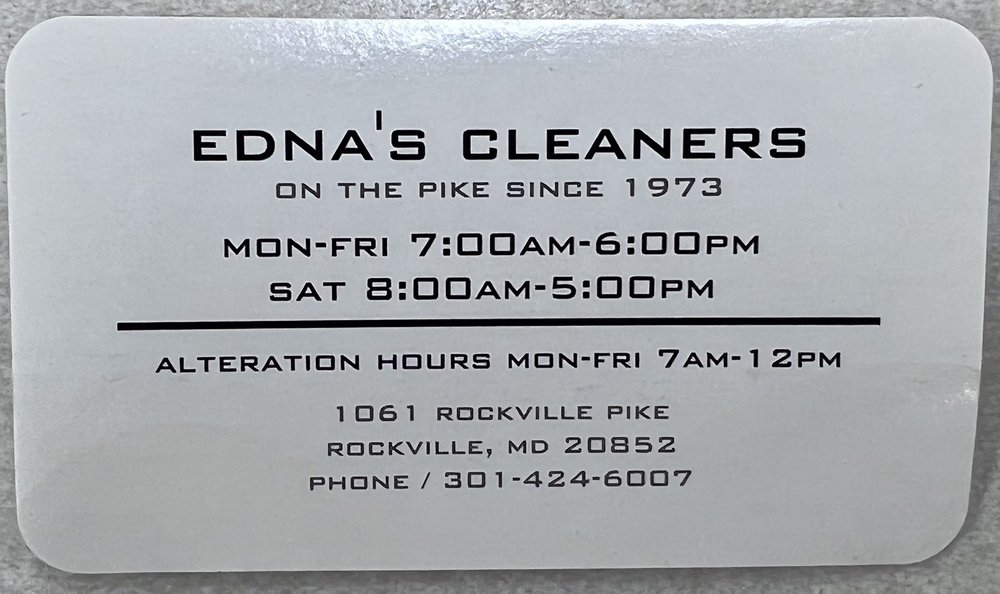 EDNA'S CLEANERS
ON THE PIKE SINCE 1973
MON-FRI 7:00AM-6:00PM
SAT 8:00AM-5:00PM
ALTERATION HOURS MON-FRI 7AM-12PM
1061 ROCKVILLE PIKE
ROCKVILLE, MD 20852
PHONE / 301-424-6007